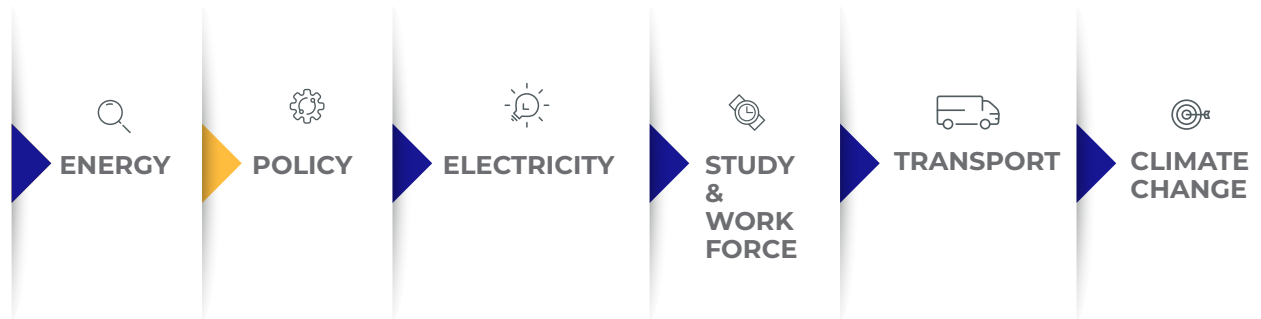 ENERGY
POLICY
ELECTRICITY
STUDY
&
WORK
FORCE
TRANSPORT
CLIMATE
CHANGE